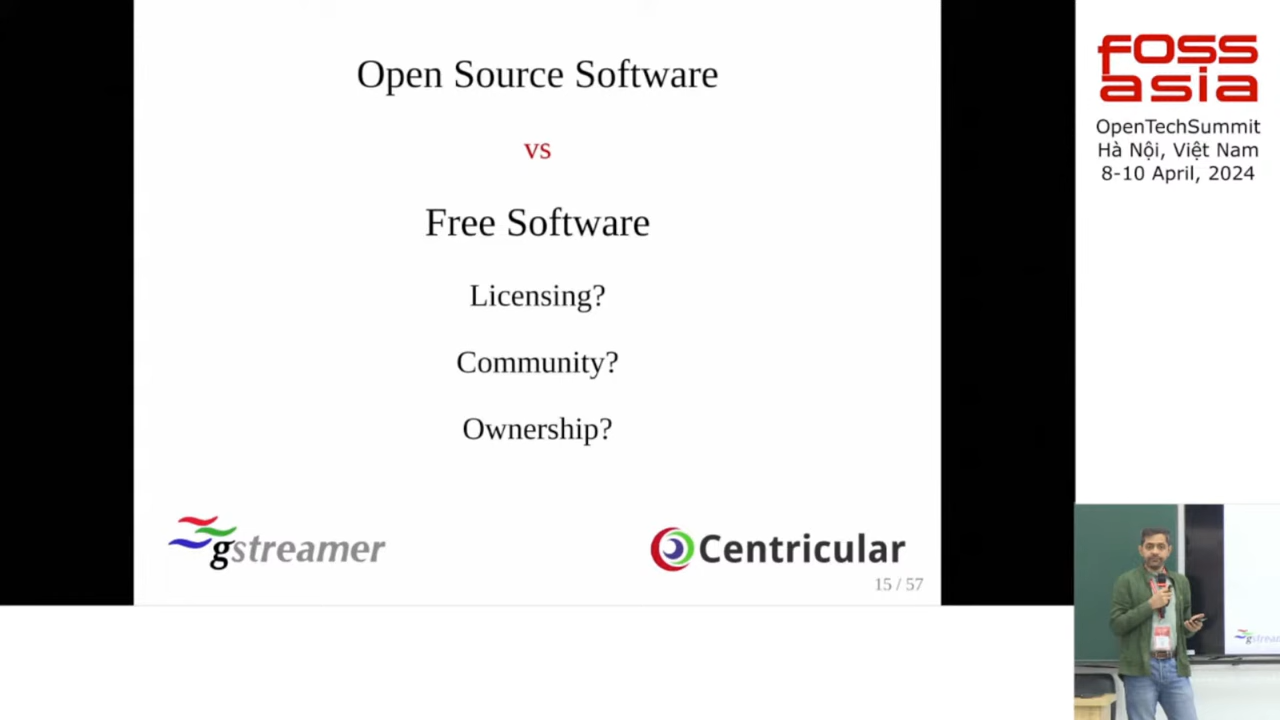 Open Source Software
vs
Free Software
Licensing?
Community?
Ownership?
gstreamer
Centricular
15 / 57
FOSS
asia
OpenTechSummit
Hà Nội, Việt Nam
8-10 April, 2024